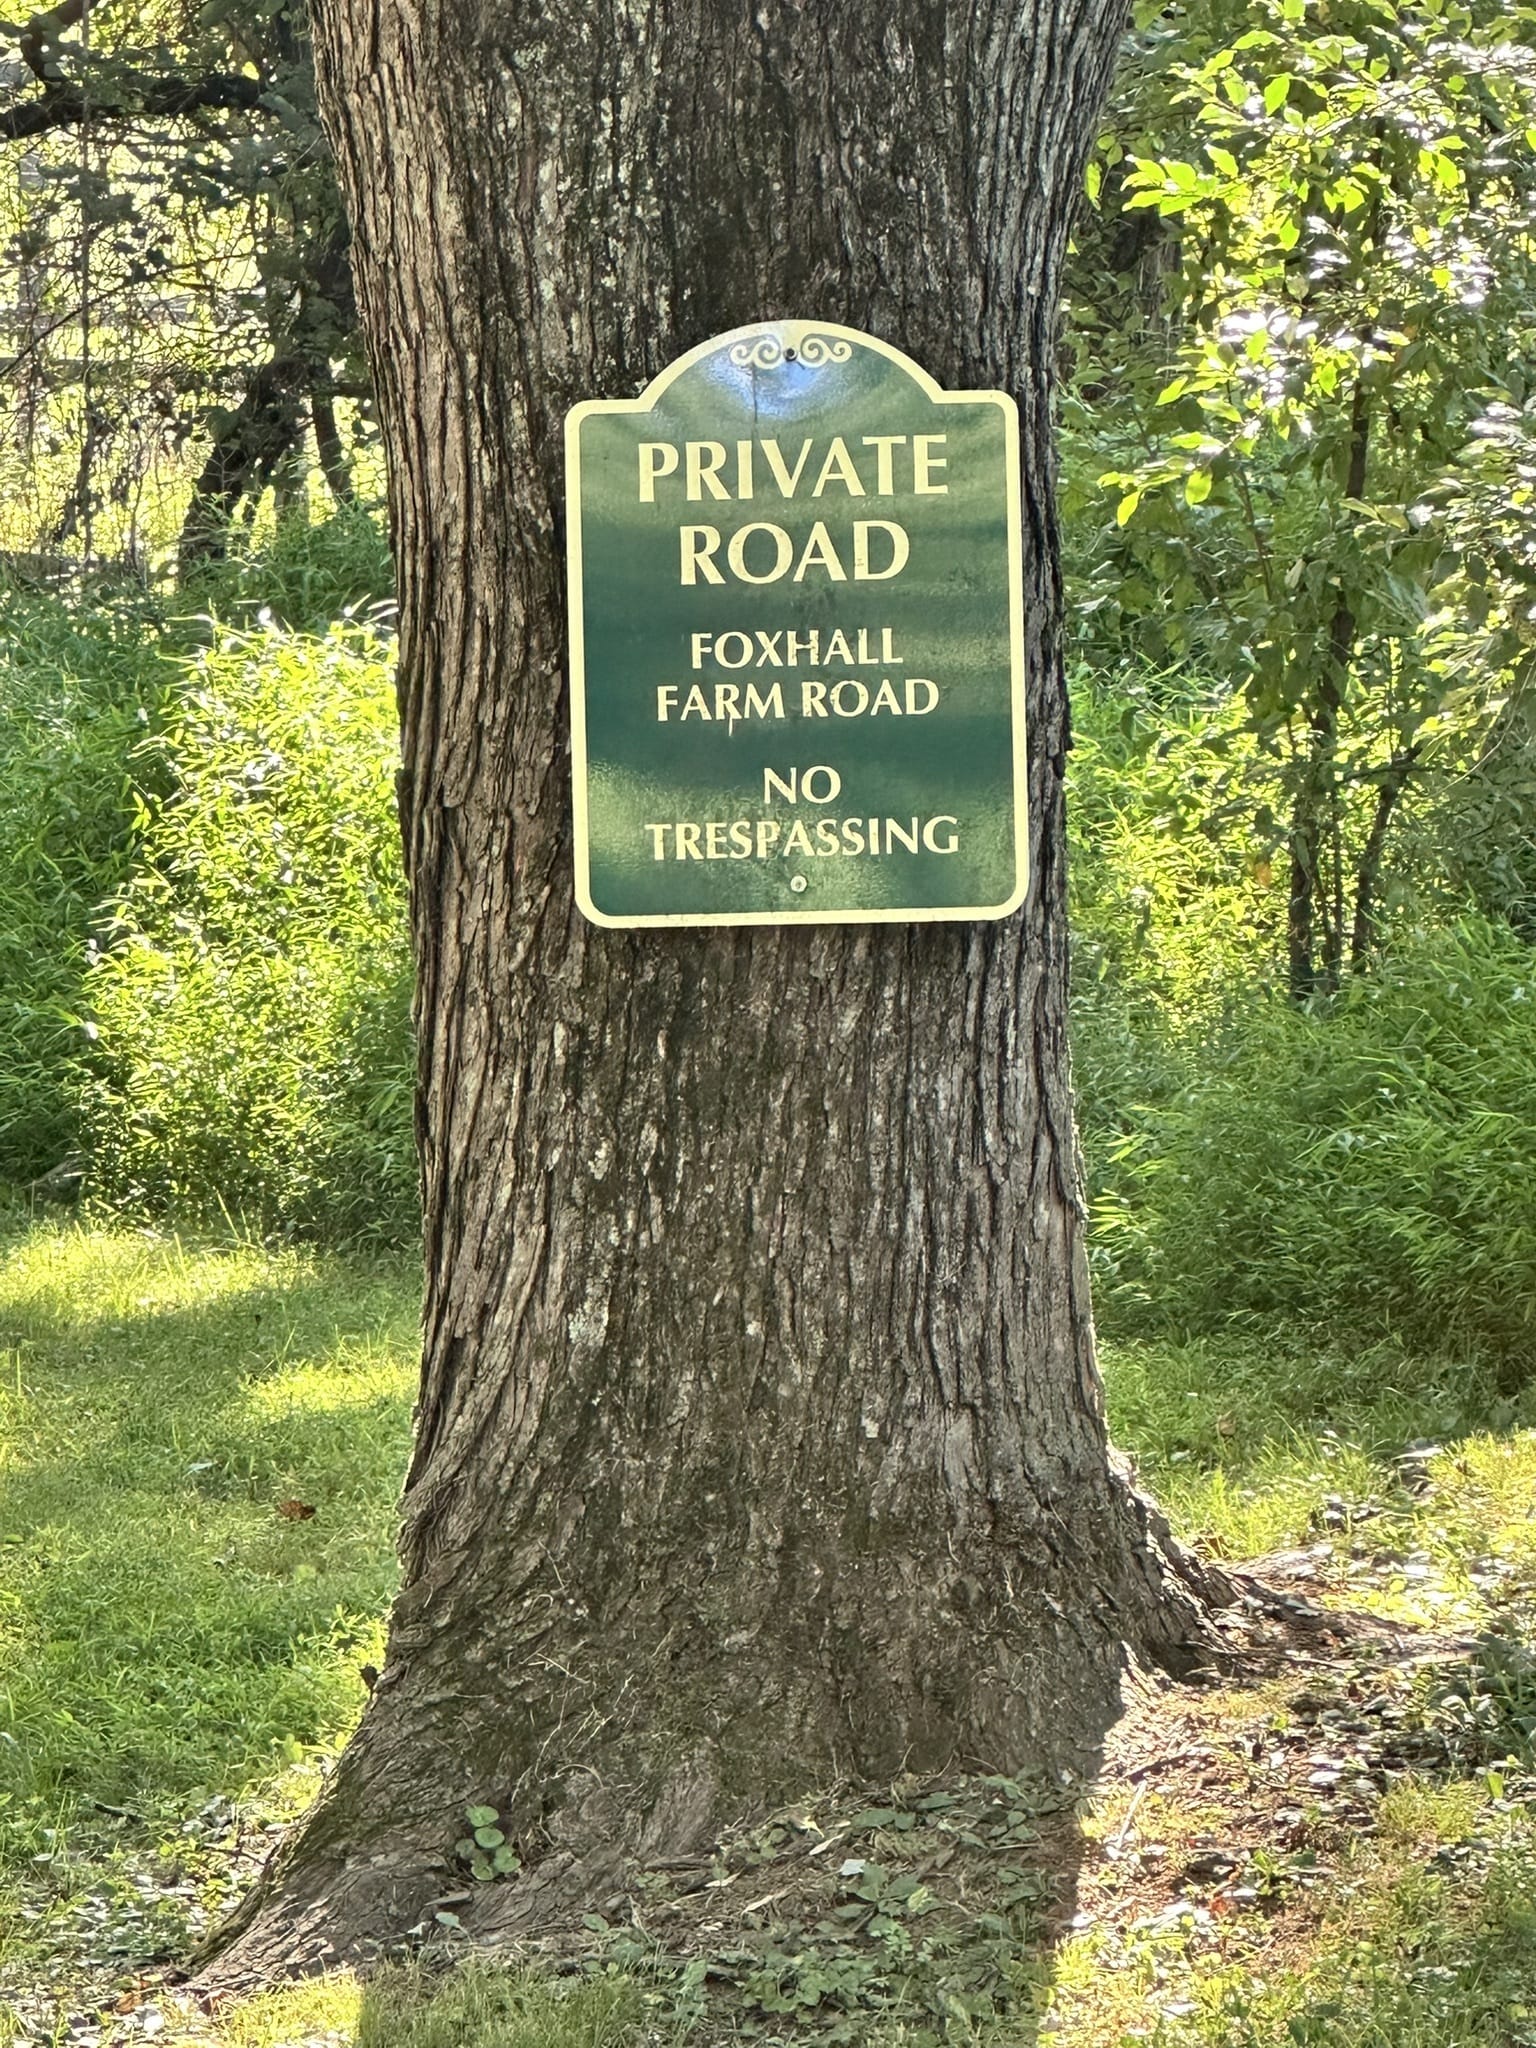 PRIVATE
ROAD
FOXHALL
FARM ROAD
NO
TRESPASSING